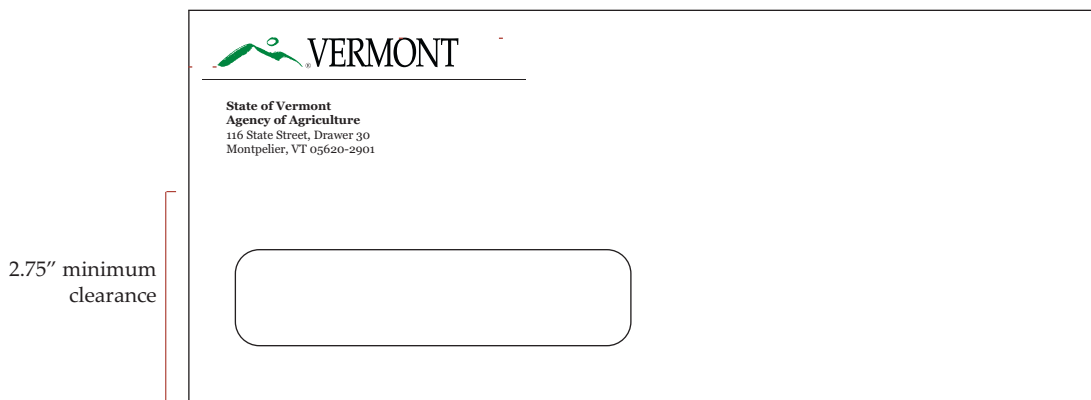 ® VERMONT
State of Vermont
Agency of Agriculture
116 State Street, Drawer 30
Montpelier, VT 05620-2901
2.75″ minimum
clearance